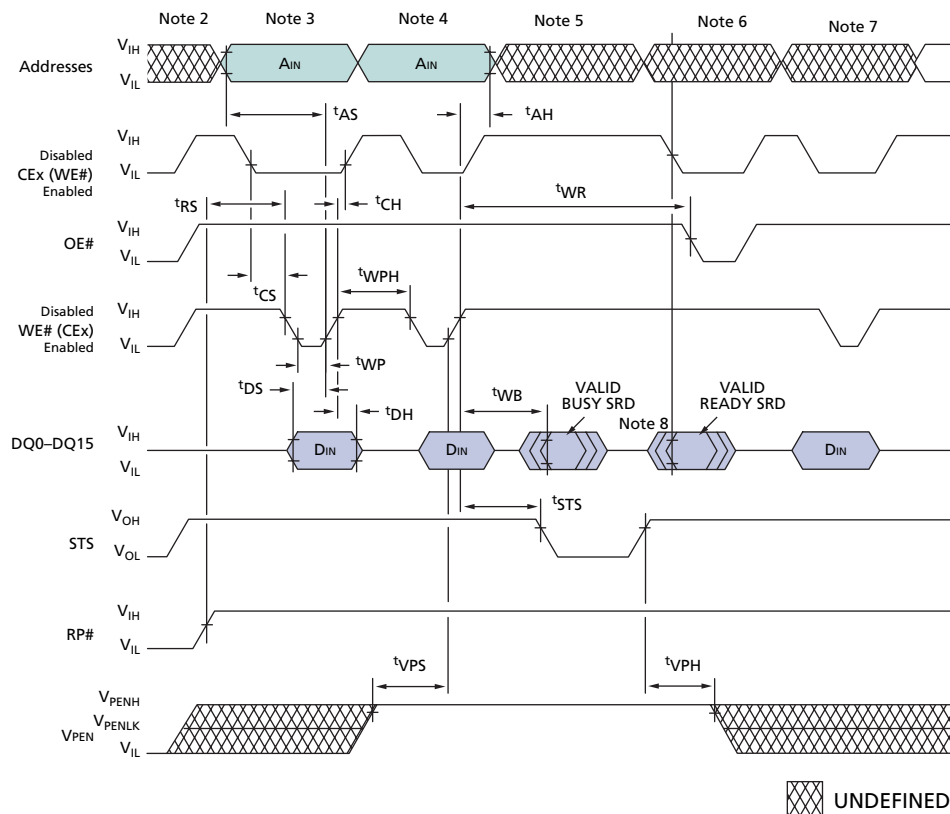 Note 2 Note 3 Note 4 Note 5 Note 6 Note 7
Addresses
VIH
VIL
AIN
AIN
tAS
tAH
Disabled
CEx (WE#)
Enabled
VIH
VIL
tRS
tCH
tWR
OE#
VIH
VIL
tCS
tWPH
Disabled
WE# (CEx)
Enabled
VIH
VIL
tWP
tDS
tDH
tWB
VALID
BUSY SRD
VALID
READY SRD
Note 8
DQ0–DQ15
VIH
VIL
DIN
DIN
DIN
tSTS
STS
VOH
VOL
RP#
VIH
VIL
tVPS
tVPH
VPEN
VPENH
VPENLK
VIL
UNDEFINED